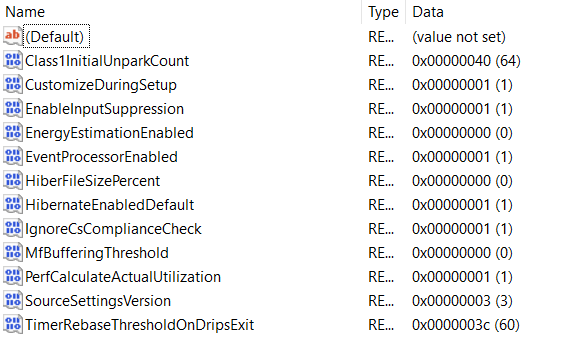 Name Type Data
(Default) RE... (value not set)
Class1InitialUnparkCount RE... 0x00000040 (64)
CustomizeDuringSetup RE... 0x00000001 (1)
EnableInputSuppression RE... 0x00000001 (1)
EnergyEstimationEnabled RE... 0x00000000 (0)
EventProcessorEnabled RE... 0x00000001 (1)
HiberFileSizePercent RE... 0x00000000 (0)
HibernateEnabledDefault RE... 0x00000001 (1)
IgnoreCsComplianceCheck RE... 0x00000001 (1)
MfBufferingThreshold RE... 0x00000000 (0)
PerfCalculateActualUtilization RE... 0x00000001 (1)
SourceSettingsVersion RE... 0x00000003 (3)
TimerRebaseThresholdOnDripsExit RE... 0x0000003c (60)